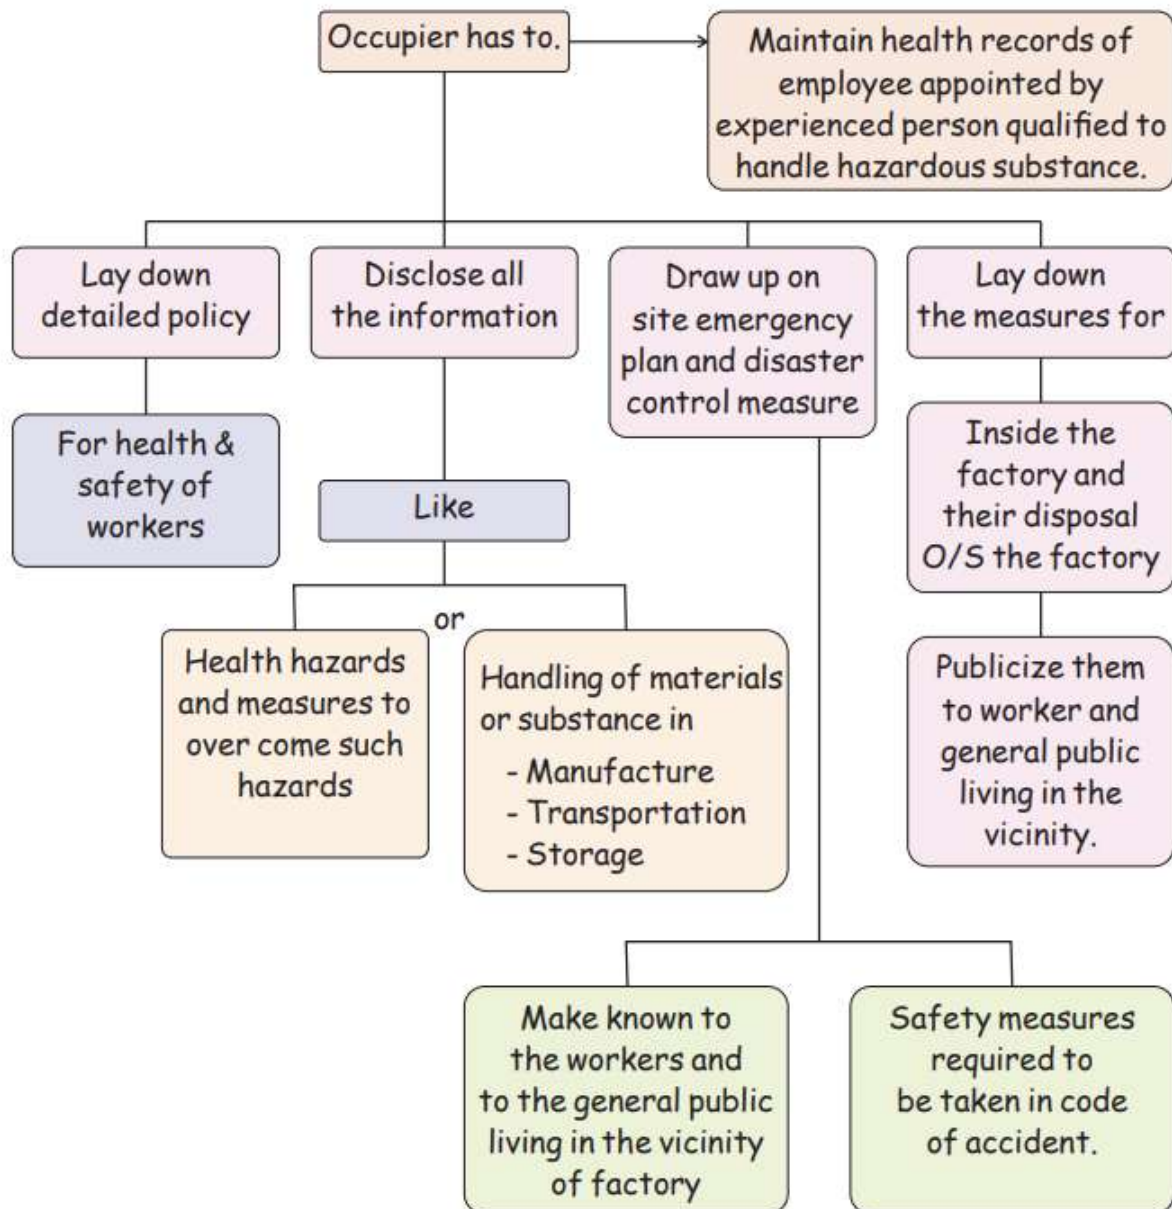 Occupier has to.
Maintain health records of
employee appointed by
experienced person qualified to
handle hazardous substance.
Lay down
detailed policy
Disclose all
the information
Draw up on
site emergency
plan and disaster
control measure
Lay down
the measures for
For health &
safety of
workers
Like
Inside the
factory and
their disposal
O/S the factory
or
Health hazards
and measures to
over come such
hazards
Handling of materials
or substance in
- Manufacture
- Transportation
- Storage
Publicize them
to worker and
general public
living in the
vicinity.
Make known to
the workers and
to the general public
living in the vicinity
of factory
Safety measures
required to
be taken in code
of accident.